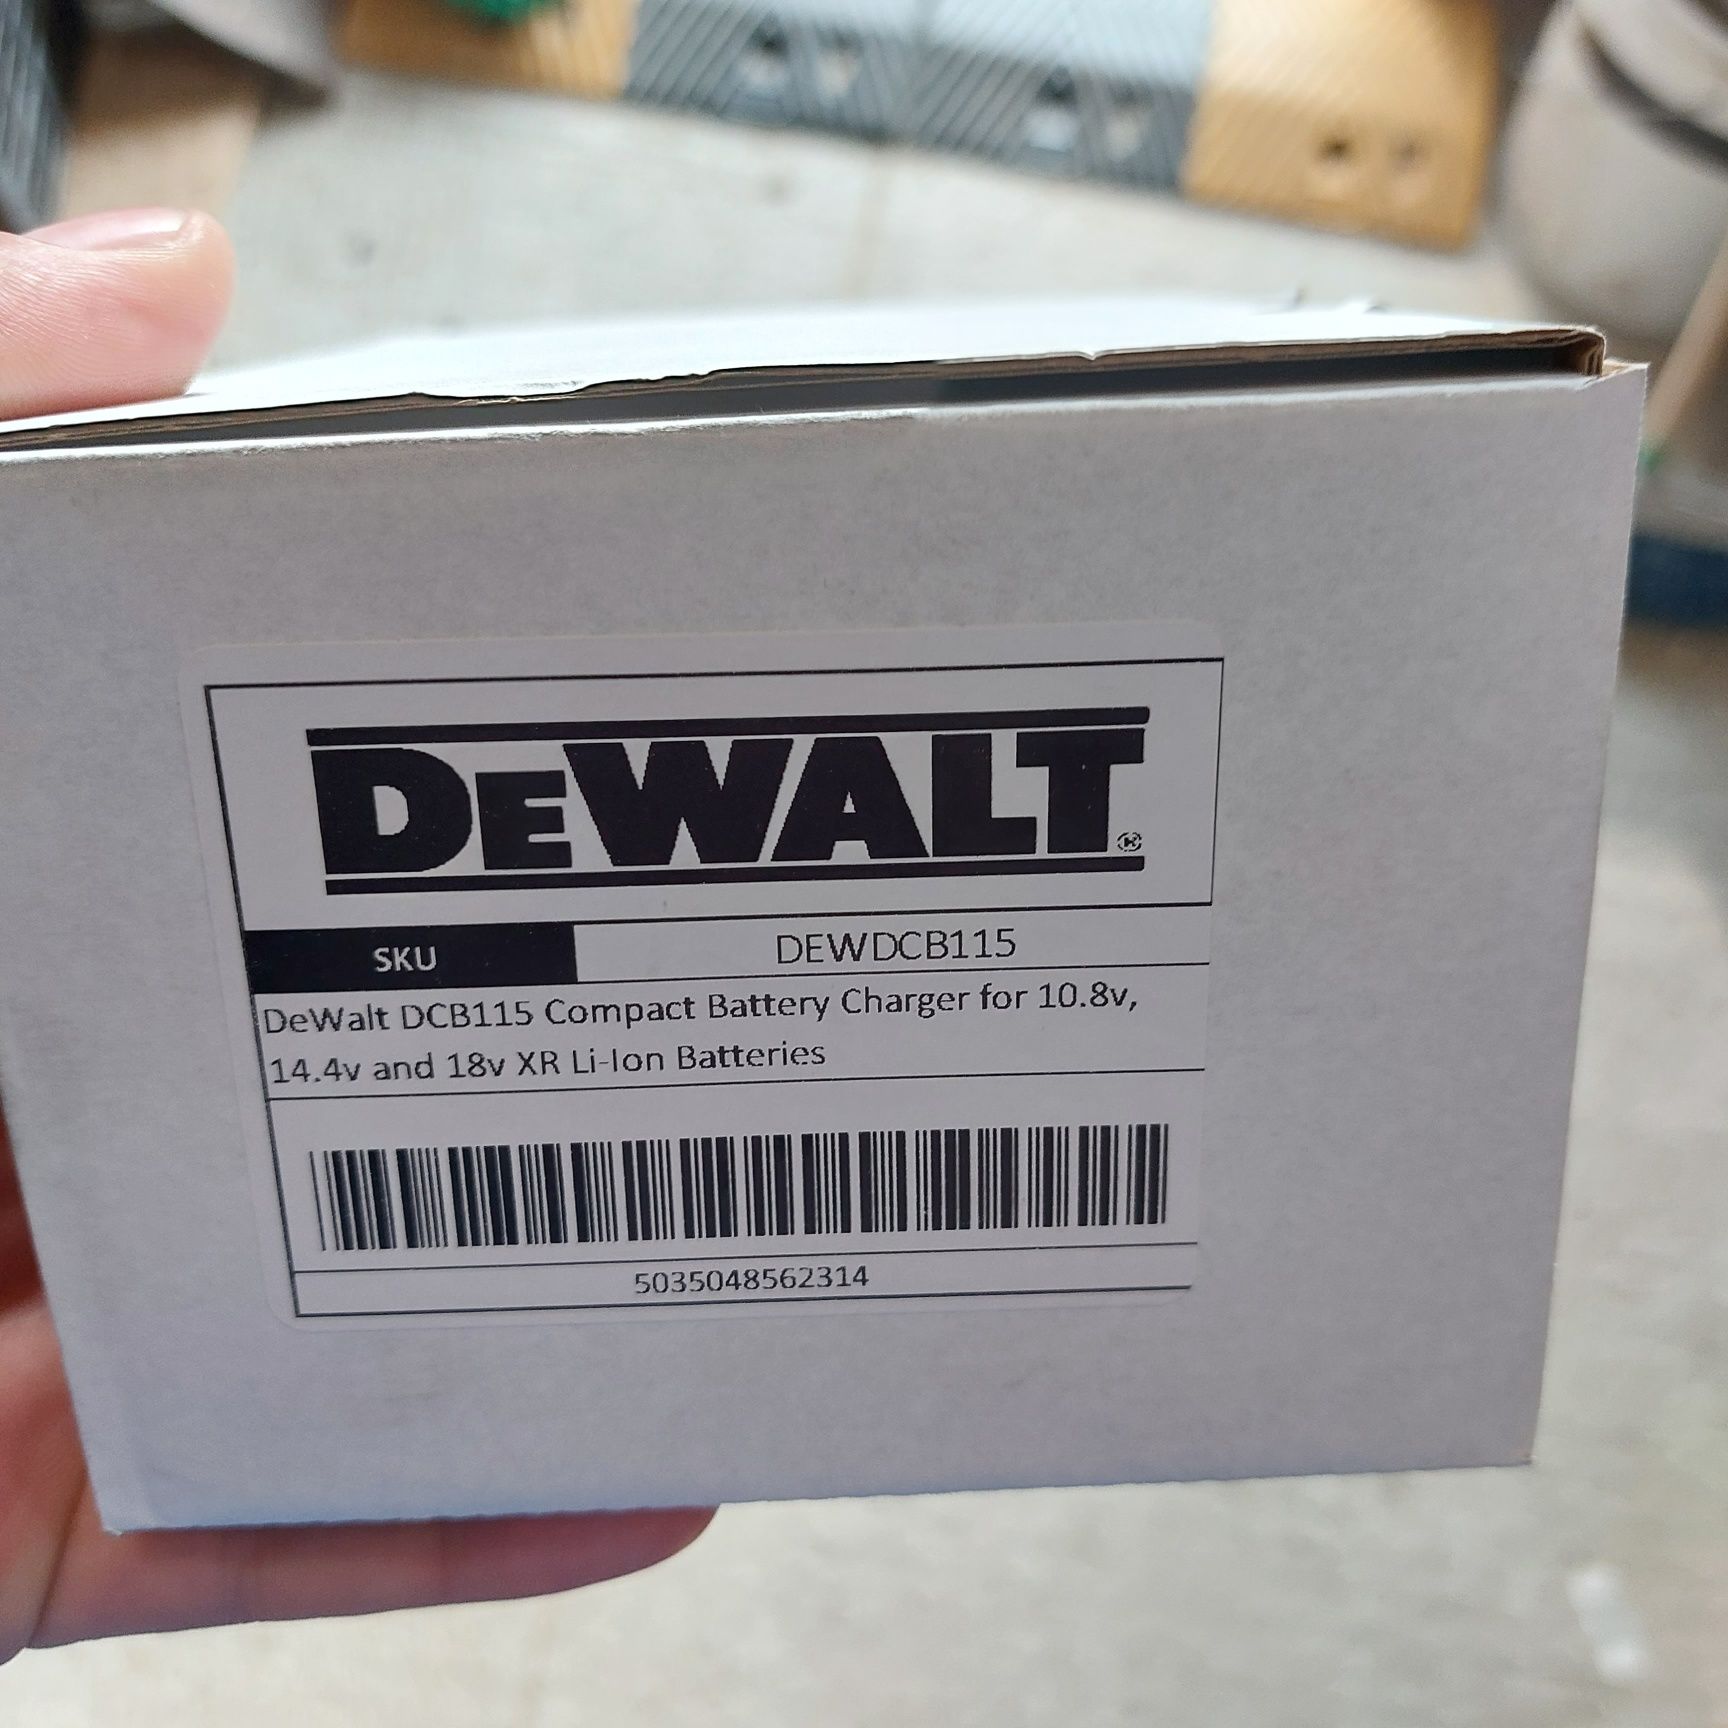 DEWALT®
SKU DEWDCB115
DeWalt DCB115 Compact Battery Charger for 10.8v,
14.4v and 18v XR Li-Ion Batteries
5035048562314